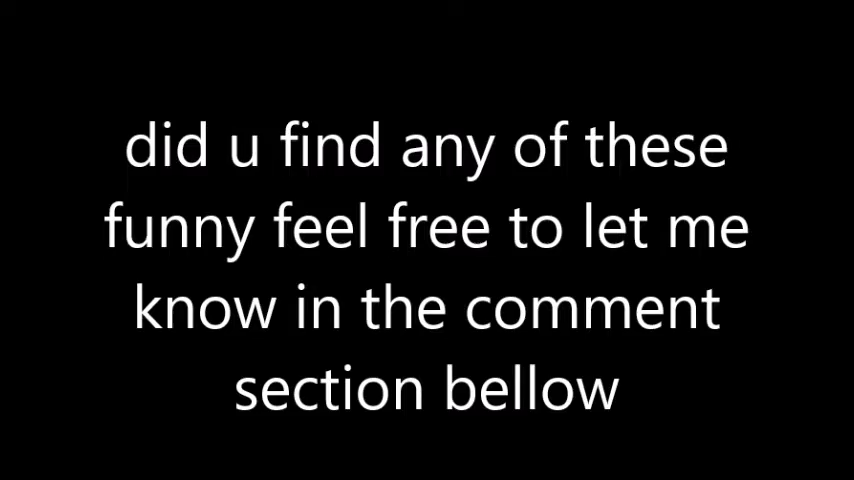 did u find any of these
funny feel free to let me
know in the comment
section bellow